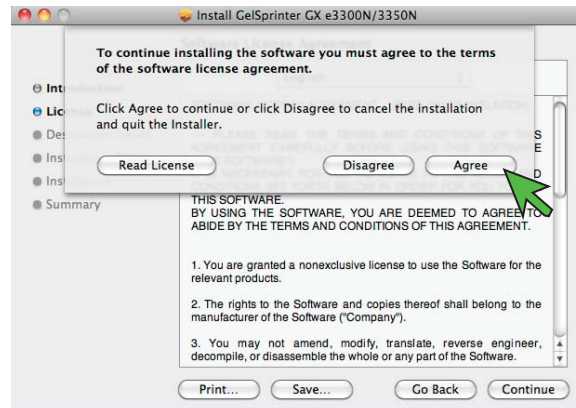 Install GelSprinter GX e3300N/3350N
To continue installing the software you must agree to the terms
of the software license agreement.
Click Agree to continue or click Disagree to cancel the installation
and quit the Installer.
Read License
Disagree
Agree
Int
Lic
Des
Inst
Inst
Summary
THIS SOFTWARE.
BY USING THE SOFTWARE, YOU ARE DEEMED TO AGREE TO
ABIDE BY THE TERMS AND CONDITIONS OF THIS AGREEMENT.
1. You are granted a nonexclusive license to use the Software for the
relevant products.
2. The rights to the Software and copies thereof shall belong to the
manufacturer of the Software ("Company").
3. You may not amend, modify, translate, reverse engineer,
decompile, or disassemble the whole or any part of the Software.
Print...
Save...
Go Back
Continue